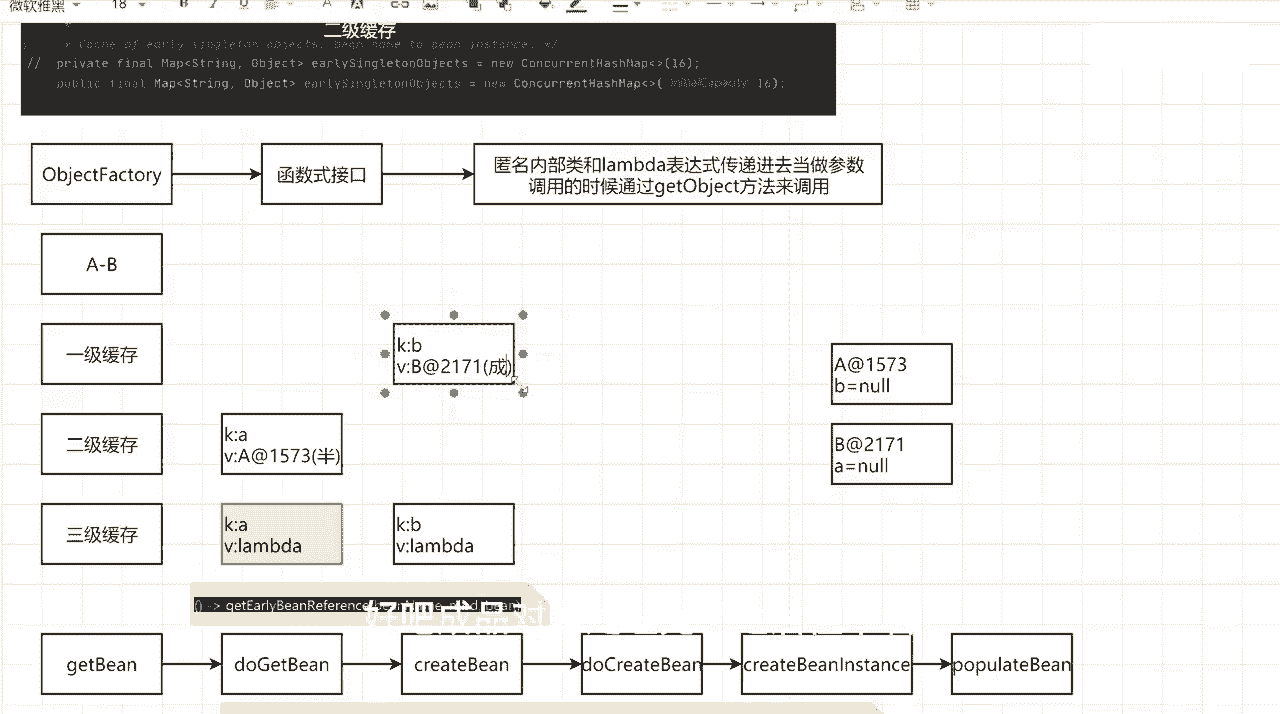 微软雅黑 18
二级缓存
Cache of early singleton objects: bean name to bean instance. */
// private final Map<String, Object> earlySingletonObjects = new ConcurrentHashMap<>(16);
public final Map<String, Object> earlySingletonObjects = new ConcurrentHashMap<>( initialCapacity 16);
ObjectFactory
函数式接口
匿名内部类和lambda表达式传递进去当做参数
调用的时候通过getObject方法来调用
A-B
一级缓存
k:b
v:B@2171(成)
A@1573
b=null
二级缓存
k:a
v:A@1573(半)
B@2171
a=null
三级缓存
k:a
v:lambda
k:b
v:lambda
() -> getEarlyBeanReference
好吧成品对
getBean
doGetBean
createBean
doCreateBean
createBeanInstance
populateBean